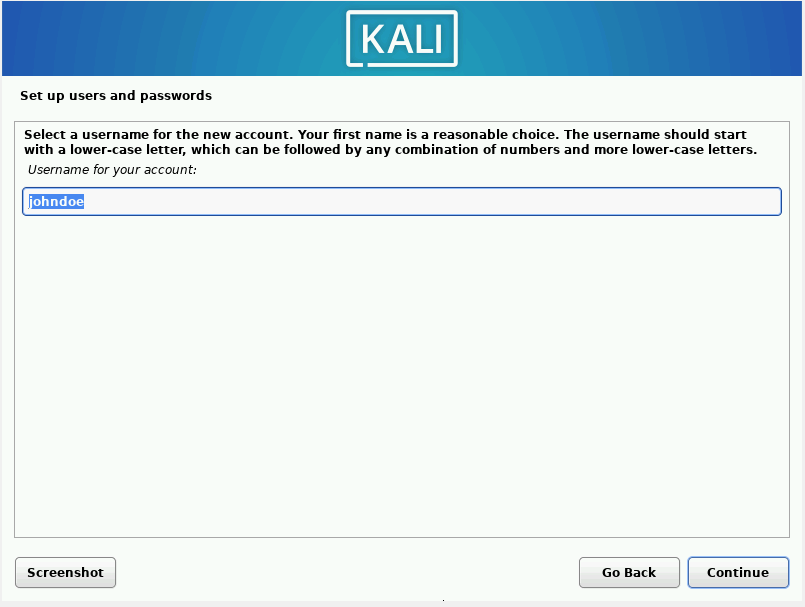 KALI
Set up users and passwords
Select a username for the new account. Your first name is a reasonable choice. The username should start
with a lower-case letter, which can be followed by any combination of numbers and more lower-case letters.
Username for your account:
johndoe
Screenshot
Go Back
Continue